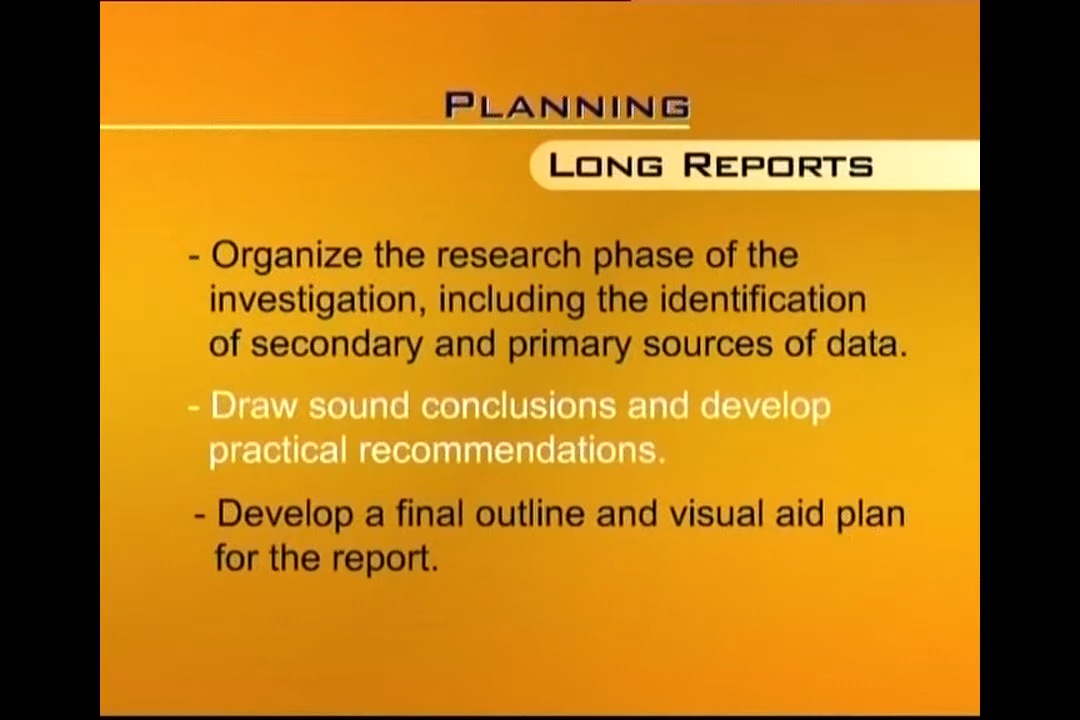 PLANNING
LONG REPORTS
- Organize the research phase of the
investigation, including the identification
of secondary and primary sources of data.
- Draw sound conclusions and develop
practical recommendations.
- Develop a final outline and visual aid plan
for the report.